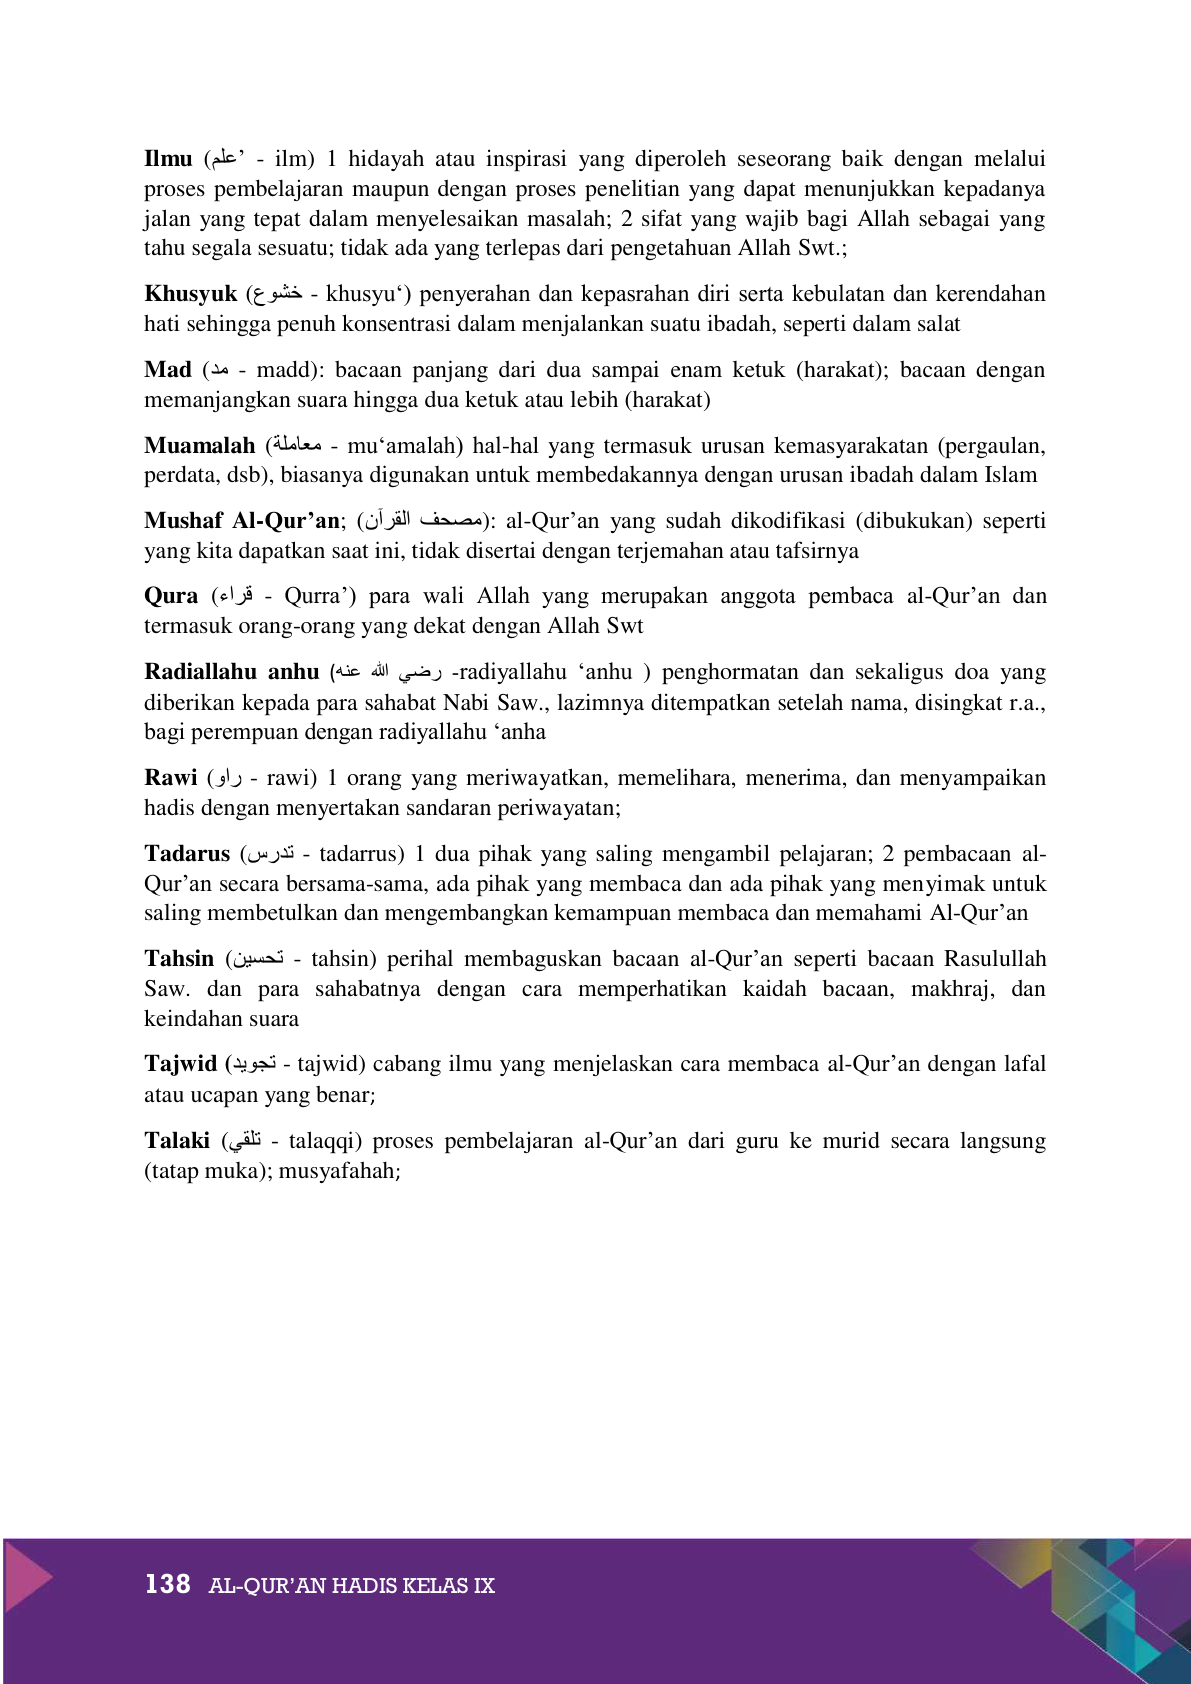 Ilmu (علم’ - ilm) 1 hidayah atau inspirasi yang diperoleh seseorang baik dengan melalui
proses pembelajaran maupun dengan proses penelitian yang dapat menunjukkan kepadanya
jalan yang tepat dalam menyelesaikan masalah; 2 sifat yang wajib bagi Allah sebagai yang
tahu segala sesuatu; tidak ada yang terlepas dari pengetahuan Allah Swt.;
Khusyuk (خشوع - khusyu‘) penyerahan dan kepasrahan diri serta kebulatan dan kerendahan
hati sehingga penuh konsentrasi dalam menjalankan suatu ibadah, seperti dalam salat
Mad (مد - madd): bacaan panjang dari dua sampai enam ketuk (harakat); bacaan dengan
memanjangkan suara hingga dua ketuk atau lebih (harakat)
Muamalah (معاملة - mu‘amalah) hal-hal yang termasuk urusan kemasyarakatan (pergaulan,
perdata, dsb), biasanya digunakan untuk membedakannya dengan urusan ibadah dalam Islam
Mushaf Al-Qur’an; (مصحف القرآن): al-Qur’an yang sudah dikodifikasi (dibukukan) seperti
yang kita dapatkan saat ini, tidak disertai dengan terjemahan atau tafsirnya
Qura (قراء - Qurra’) para wali Allah yang merupakan anggota pembaca al-Qur’an dan
termasuk orang-orang yang dekat dengan Allah Swt
Radiallahu anhu (رضي الله عنه -radiyallahu ‘anhu ) penghormatan dan sekaligus doa yang
diberikan kepada para sahabat Nabi Saw., lazimnya ditempatkan setelah nama, disingkat r.a.,
bagi perempuan dengan radiyallahu ‘anha
Rawi (راو - rawi) 1 orang yang meriwayatkan, memelihara, menerima, dan menyampaikan
hadis dengan menyertakan sandaran periwayatan;
Tadarus (تدرس - tadarrus) 1 dua pihak yang saling mengambil pelajaran; 2 pembacaan al-
Qur’an secara bersama-sama, ada pihak yang membaca dan ada pihak yang menyimak untuk
saling membetulkan dan mengembangkan kemampuan membaca dan memahami Al-Qur’an
Tahsin (تحسين - tahsin) perihal membaguskan bacaan al-Qur’an seperti bacaan Rasulullah
Saw. dan para sahabatnya dengan cara memperhatikan kaidah bacaan, makhraj, dan
keindahan suara
Tajwid (تجويد - tajwid) cabang ilmu yang menjelaskan cara membaca al-Qur’an dengan lafal
atau ucapan yang benar;
Talaki (تلقي - talaqqi) proses pembelajaran al-Qur’an dari guru ke murid secara langsung
(tatap muka); musyafahah;
138 AL-QUR’AN HADIS KELAS IX